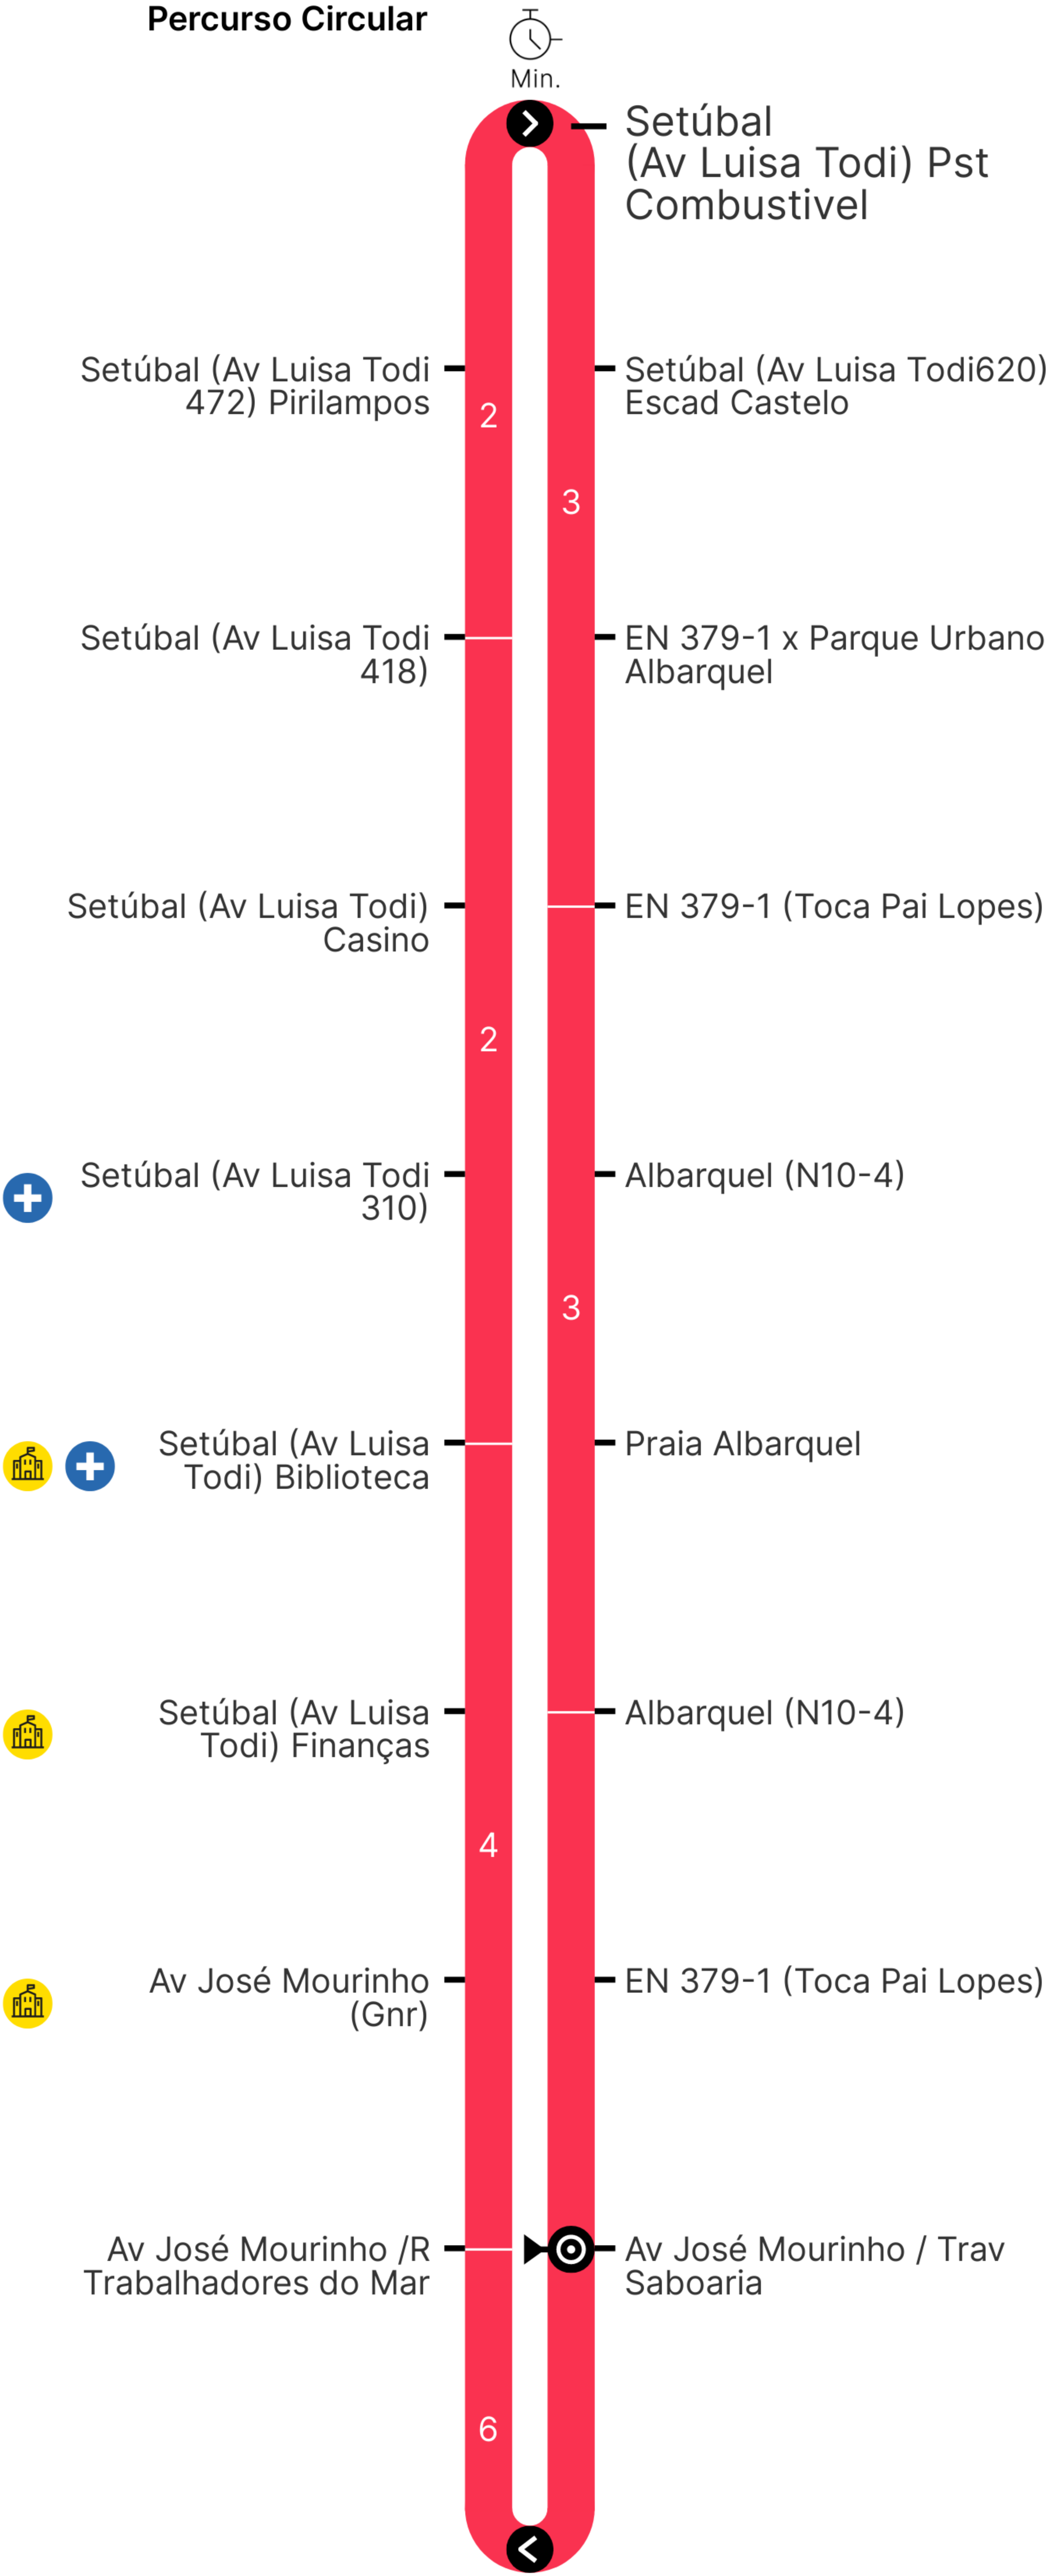 Percurso Circular
Min.
Setúbal
(Av Luisa Todi) Pst
Combustivel
Setúbal (Av Luisa Todi
472) Pirilampos
2
Setúbal (Av Luisa Todi620)
Escad Castelo
3
Setúbal (Av Luisa Todi
418)
EN 379-1 x Parque Urbano
Albarquel
Setúbal (Av Luisa Todi)
Casino
EN 379-1 (Toca Pai Lopes)
2
Setúbal (Av Luisa Todi
310)
Albarquel (N10-4)
3
Setúbal (Av Luisa
Todi) Biblioteca
Praia Albarquel
Setúbal (Av Luisa
Todi) Finanças
Albarquel (N10-4)
4
Av José Mourinho
(Gnr)
EN 379-1 (Toca Pai Lopes)
Av José Mourinho /R
Trabalhadores do Mar
Av José Mourinho / Trav
Saboaria
6